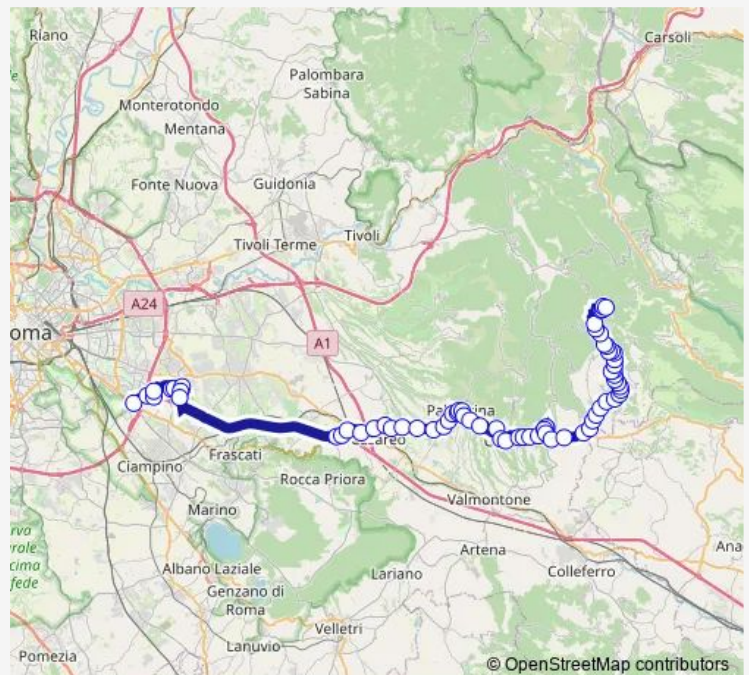 Riano
Carsoli
Palombara
Sabina
Monterotondo
Mentana
Fonte Nuova
Guidonia
Tivoli Terme
Tivoli
A24
oma
A1
Ciampino
Frascati
Rocca Priora
Marino
Valmontone
Artena
Ana
Colleferro
Albano Laziale
Lariano
Genzano di
Roma
Velletri
Lanuvio
Pomezia
© OpenStreetMap contributors